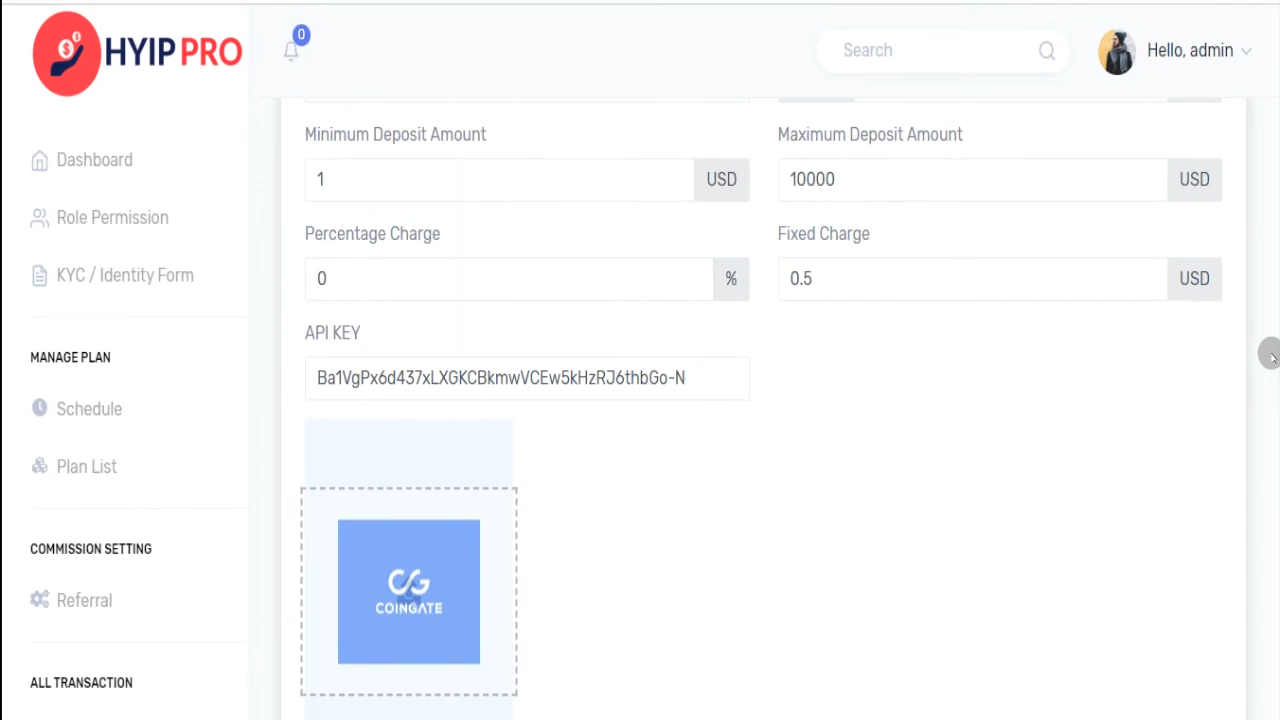 HYIP PRO
0
Search
Hello, admin
Dashboard
Role Permission
KYC / Identity Form
MANAGE PLAN
Schedule
Plan List
COMMISSION SETTING
Referral
ALL TRANSACTION
Minimum Deposit Amount
1 USD
Maximum Deposit Amount
10000 USD
Percentage Charge
0 %
Fixed Charge
0.5 USD
API KEY
Ba1VgPx6d437xLXGKCBkmwVCEw5kHzRJ6thbGo-N
COINGATE